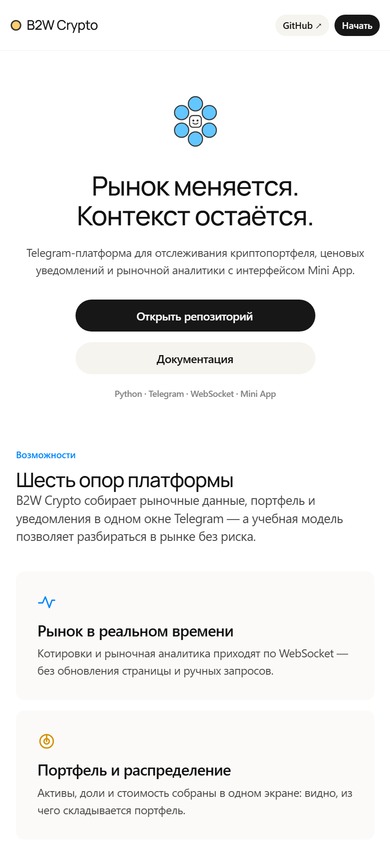 B2W Crypto
GitHub ↗
Начать
Рынок меняется.
Контекст остаётся.
Telegram-платформа для отслеживания криптопортфеля, ценовых
уведомлений и рыночной аналитики с интерфейсом Mini App.
Открыть репозиторий
Документация
Python · Telegram · WebSocket · Mini App
Возможности
Шесть опор платформы
B2W Crypto собирает рыночные данные, портфель и
уведомления в одном окне Telegram — а учебная модель
позволяет разбираться в рынке без риска.
Рынок в реальном времени
Котировки и рыночная аналитика приходят по WebSocket —
без обновления страницы и ручных запросов.
Портфель и распределение
Активы, доли и стоимость собраны в одном экране: видно, из
чего складывается портфель.